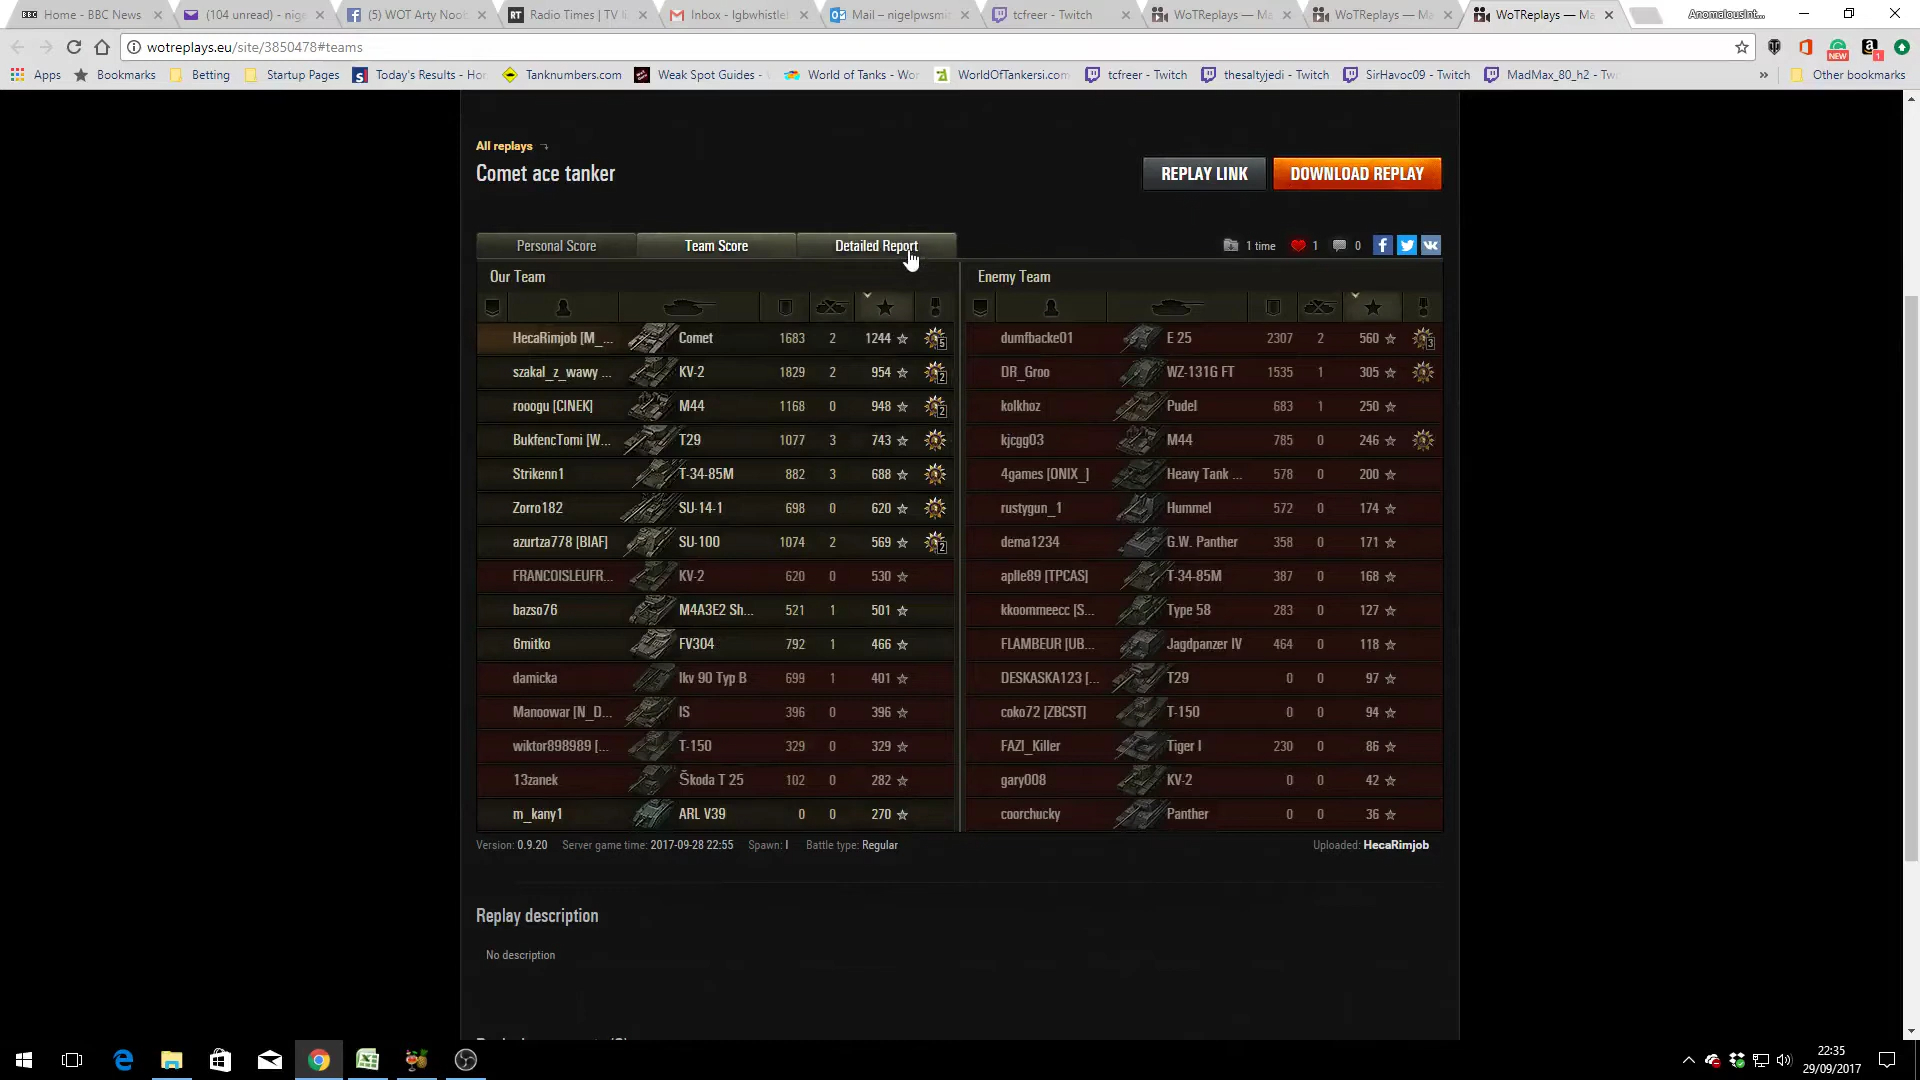 Home - BBC News
(104 unread) - nige
(5) WOT Arty Noob
Radio Times | TV li
Inbox - lgbwhistle
Mail – nigelpwsmit
tcfreer - Twitch
WoTReplays — Ma
WoTReplays — Ma
WoTReplays — Ma
AnomalousInt...
wotreplays.eu/site/3850478#teams
Apps
Bookmarks
Betting
Startup Pages
Today's Results - Hor
Tanknumbers.com
Weak Spot Guides -
World of Tanks - Wor
WorldOfTankersi.com
tcfreer - Twitch
thesaltyjedi - Twitch
SirHavoc09 - Twitch
MadMax_80_h2 - Twi
» Other bookmarks
All replays
Comet ace tanker
REPLAY LINK
DOWNLOAD REPLAY
Personal Score
Team Score
Detailed Report
1 time 1 0
Our Team
HecaRimjob [M_... Comet 1683 2 1244 5
szakal_z_wawy ... KV-2 1829 2 954 2
rooogu [CINEK] M44 1168 0 948 2
BukfencTomi [W... T29 1077 3 743
Strikenn1 T-34-85M 882 3 688
Zorro182 SU-14-1 698 0 620
azurtza778 [BIAF] SU-100 1074 2 569 2
FRANCOISLEUFR... KV-2 620 0 530
bazso76 M4A3E2 Sh... 521 1 501
6mitko FV304 792 1 466
damicka Ikv 90 Typ B 699 1 401
Manoowar [N_D... IS 396 0 396
wiktor898989 [... T-150 329 0 329
13zanek Škoda T 25 102 0 282
m_kany1 ARL V39 0 0 270
Enemy Team
dumfbacke01 E 25 2307 2 560 3
DR_Groo WZ-131G FT 1535 1 305
kolkhoz Pudel 683 1 250
kjcgg03 M44 785 0 246
4games [ONIX_] Heavy Tank ... 578 0 200
rustygun_1 Hummel 572 0 174
dema1234 G.W. Panther 358 0 171
aplle89 [TPCAS] T-34-85M 387 0 168
kkoommeecc [S... Type 58 283 0 127
FLAMBEUR [UB... Jagdpanzer IV 464 0 118
DESKASKA123 [... T29 0 0 97
coko72 [ZBCST] T-150 0 0 94
FAZI_Killer Tiger I 230 0 86
gary008 KV-2 0 0 42
coorchucky Panther 0 0 36
Version: 0.9.20 Server game time: 2017-09-28 22:55 Spawn: I Battle type: Regular
Uploaded: HecaRimjob
Replay description
No description
22:35
29/09/2017